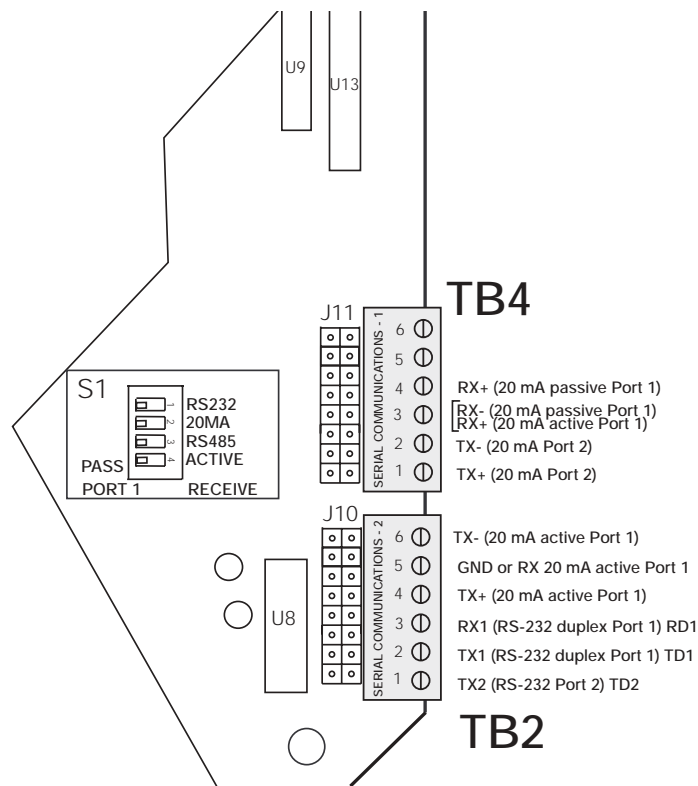 U9
U13
TB4
J11
SERIAL COMMUNICATIONS - 1
6
5
4 RX+ (20 mA passive Port 1)
3 RX- (20 mA passive Port 1)
RX+ (20 mA active Port 1)
2 TX- (20 mA Port 2)
1 TX+ (20 mA Port 2)
S1
1 RS232
2 20MA
3 RS485
PASS 4 ACTIVE
PORT 1 RECEIVE
J10
SERIAL COMMUNICATIONS - 2
6 TX- (20 mA active Port 1)
5 GND or RX 20 mA active Port 1
4 TX+ (20 mA active Port 1)
3 RX1 (RS-232 duplex Port 1) RD1
2 TX1 (RS-232 duplex Port 1) TD1
1 TX2 (RS-232 Port 2) TD2
U8
TB2